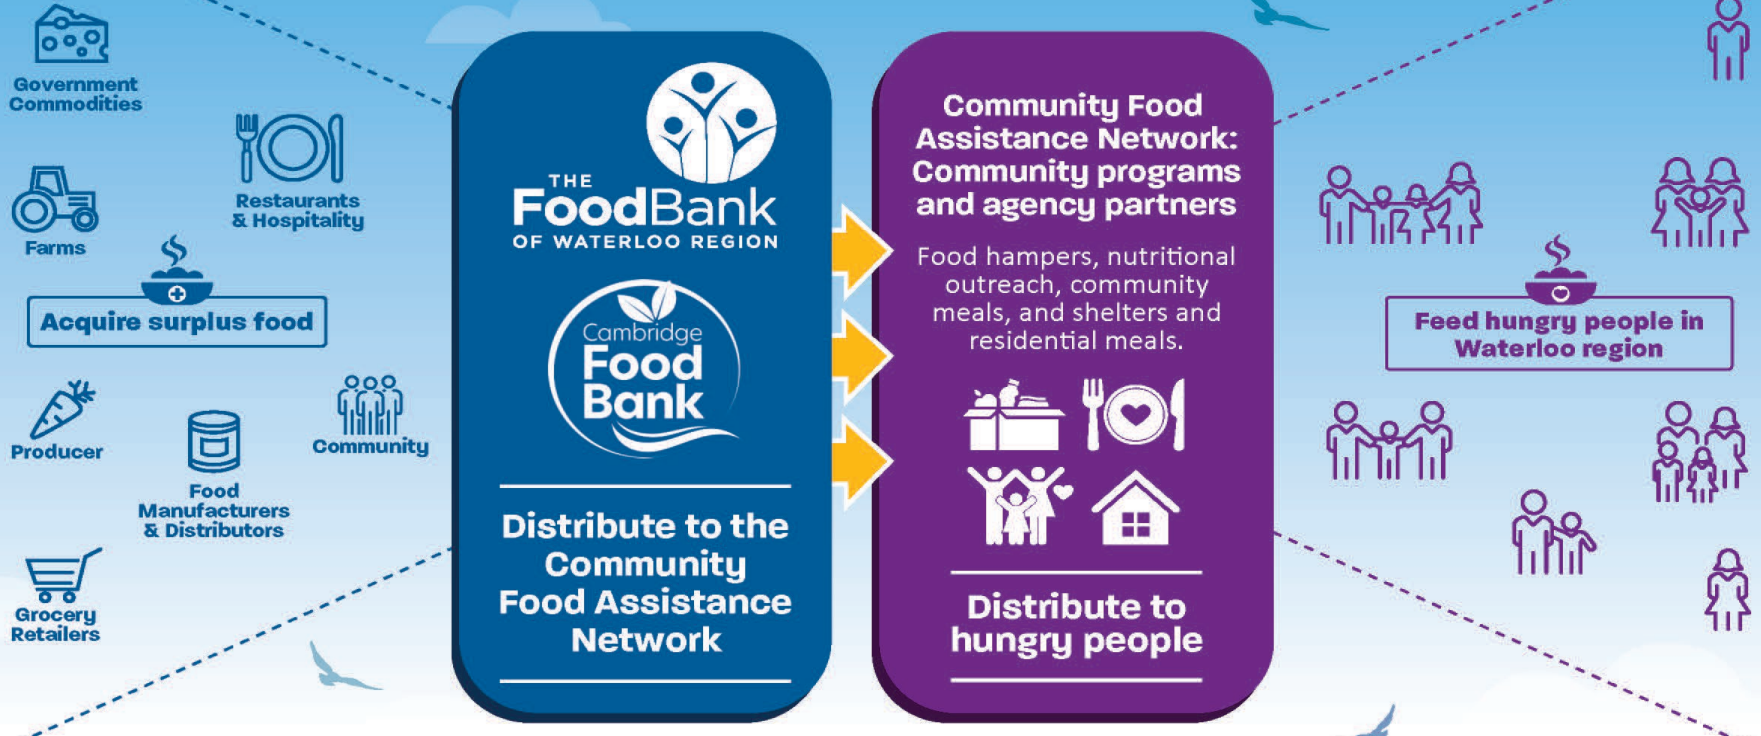 Government
Commodities
Restaurants
& Hospitality
Farms
Acquire surplus food
Producer
Community
Food
Manufacturers
& Distributors
Grocery
Retailers
THE
FoodBank
OF WATERLOO REGION
Cambridge
Food
Bank
Distribute to the
Community
Food Assistance
Network
Community Food
Assistance Network:
Community programs
and agency partners
Food hampers, nutritional
outreach, community
meals, and shelters and
residential meals.
Distribute to
hungry people
Feed hungry people in
Waterloo region